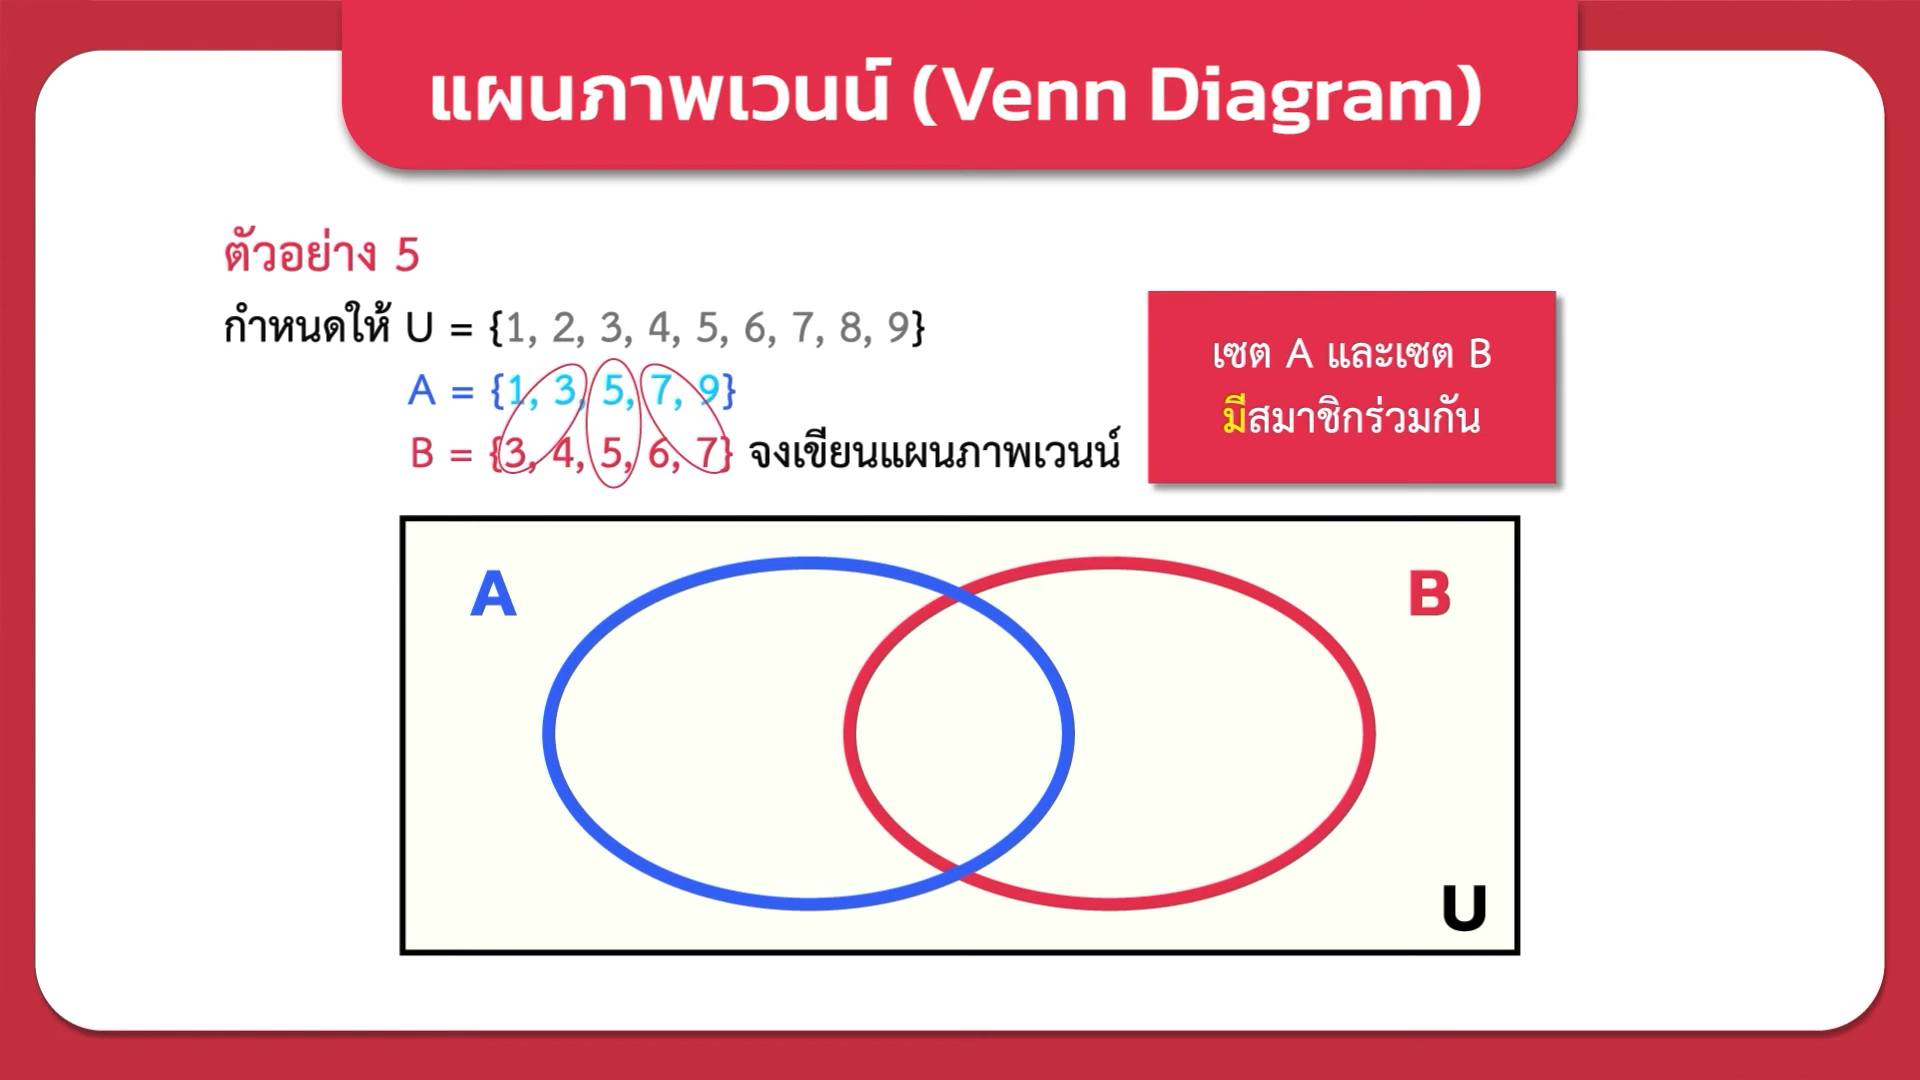 แผนภาพเวนน์ (Venn Diagram)
ตัวอย่าง 5
กำหนดให้ U = {1, 2, 3, 4, 5, 6, 7, 8, 9}
A = {1, 3, 5, 7, 9}
B = {3, 4, 5, 6, 7} จงเขียนแผนภาพเวนน์
เซต A และเซต B
มีสมาชิกร่วมกัน
A
B
U